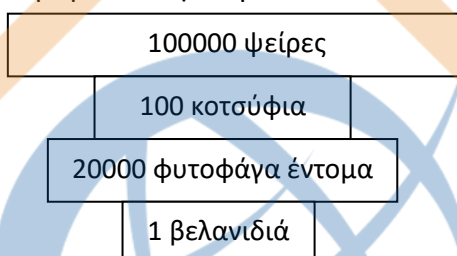 100000 ψείρες
100 κοτσύφια
20000 φυτοφάγα έντομα
1 βελανιδιά